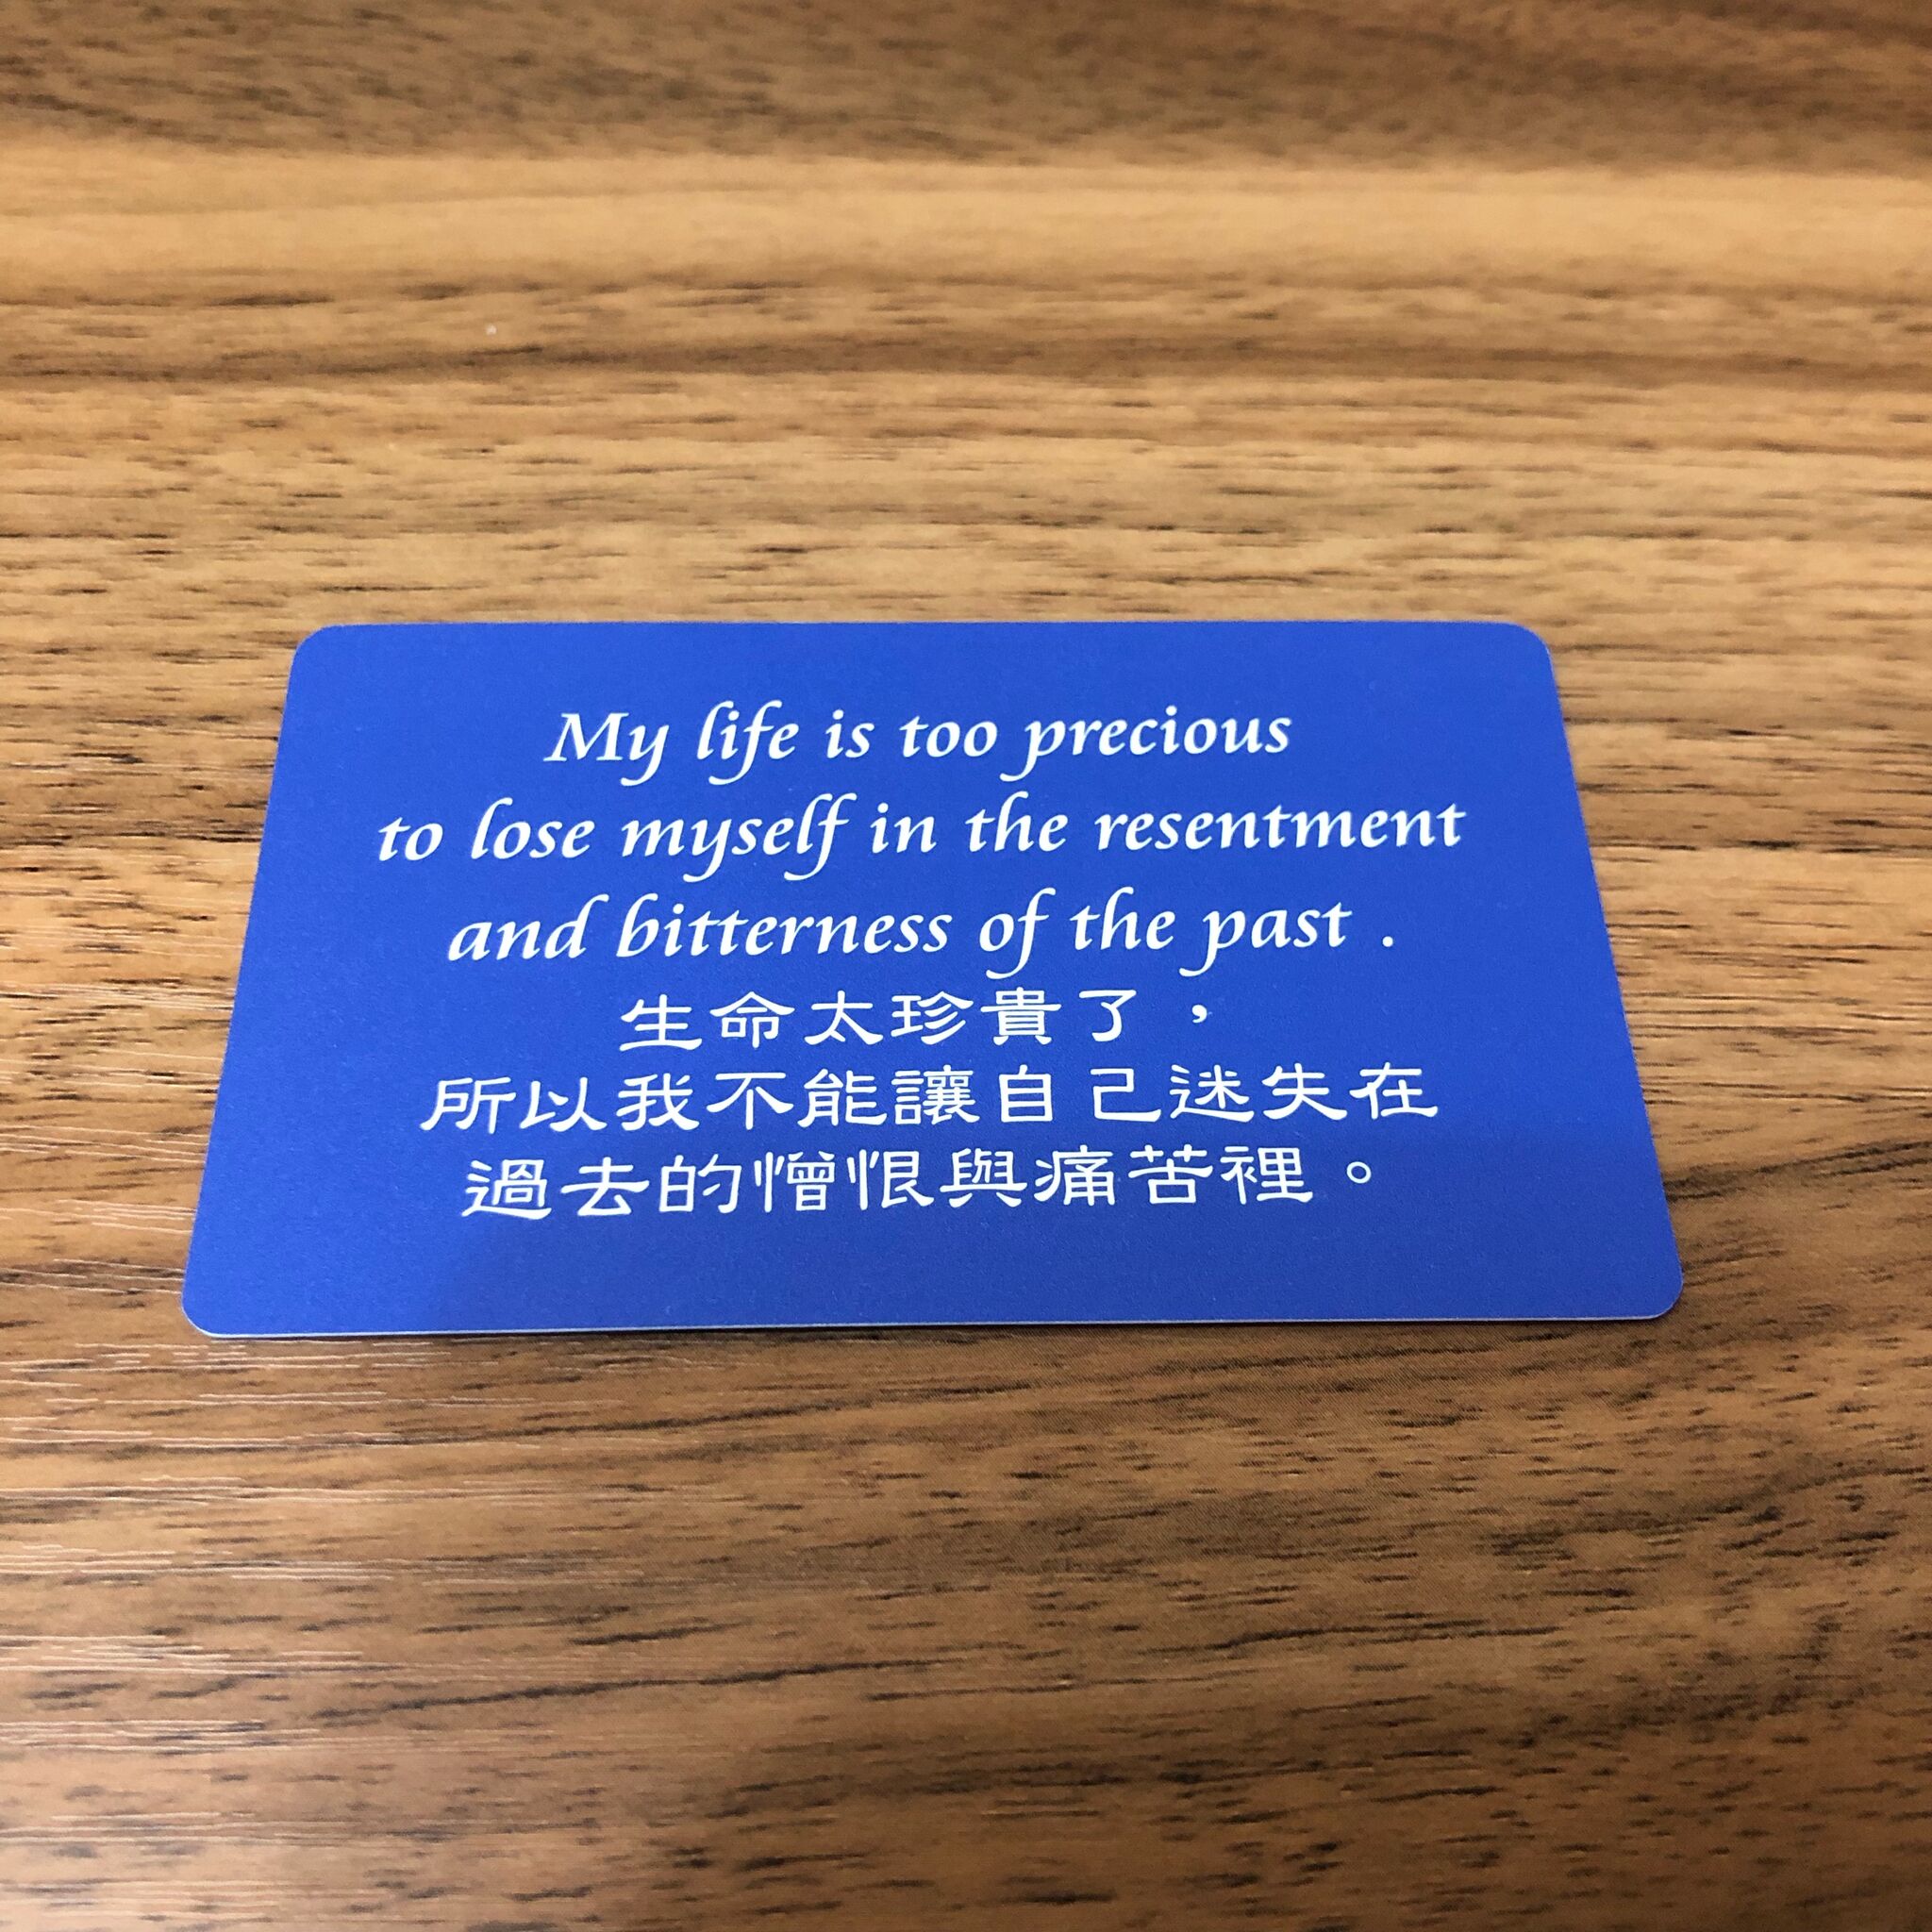 My life is too precious
to lose myself in the resentment
and bitterness of the past .
生命太珍貴了，
所以我不能讓自己迷失在
過去的憎恨與痛苦裡。